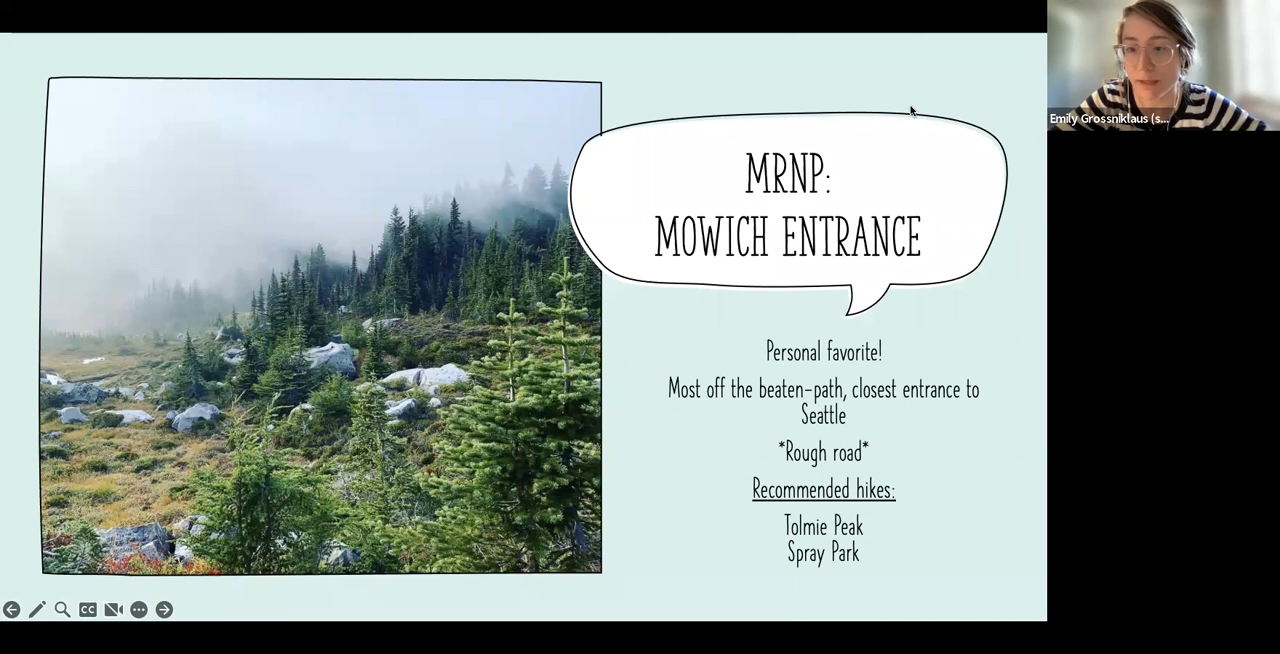 MRNP:
MOWICH ENTRANCE
Personal favorite!
Most off the beaten-path, closest entrance to
Seattle
*Rough road*
Recommended hikes:
Tolmie Peak
Spray Park
Emily Grossniklaus (s...
CC